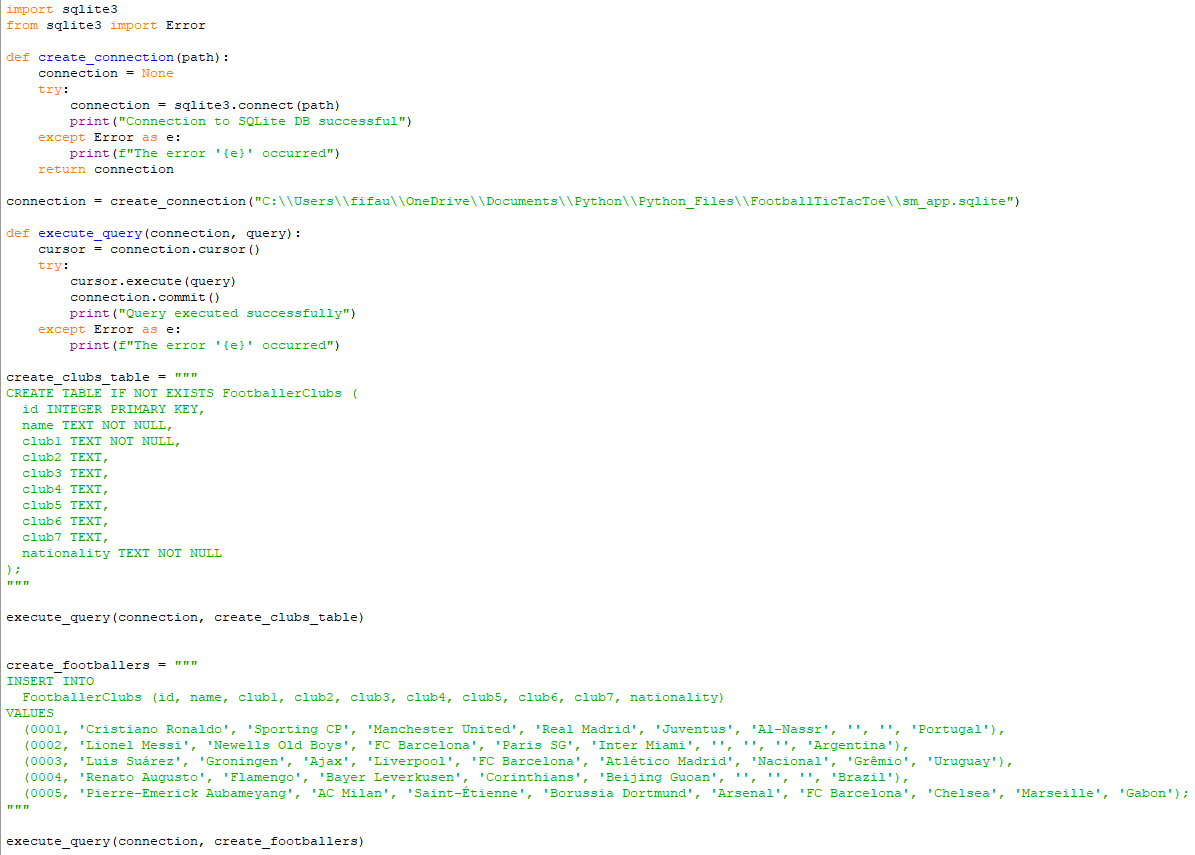 import sqlite3
from sqlite3 import Error

def create_connection(path):
    connection = None
    try:
        connection = sqlite3.connect(path)
        print("Connection to SQLite DB successful")
    except Error as e:
        print(f"The error '{e}' occurred")
    return connection

connection = create_connection("C:\\Users\\fifau\\OneDrive\\Documents\\Python\\Python_Files\\FootballTicTacToe\\sm_app.sqlite")

def execute_query(connection, query):
    cursor = connection.cursor()
    try:
        cursor.execute(query)
        connection.commit()
        print("Query executed successfully")
    except Error as e:
        print(f"The error '{e}' occurred")

create_clubs_table = """
CREATE TABLE IF NOT EXISTS FootballerClubs (
  id INTEGER PRIMARY KEY,
  name TEXT NOT NULL,
  club1 TEXT NOT NULL,
  club2 TEXT,
  club3 TEXT,
  club4 TEXT,
  club5 TEXT,
  club6 TEXT,
  club7 TEXT,
  nationality TEXT NOT NULL
);
"""

execute_query(connection, create_clubs_table)


create_footballers = """
INSERT INTO
  FootballerClubs (id, name, club1, club2, club3, club4, club5, club6, club7, nationality)
VALUES
  (0001, 'Cristiano Ronaldo', 'Sporting CP', 'Manchester United', 'Real Madrid', 'Juventus', 'Al-Nassr', '', '', 'Portugal'),
  (0002, 'Lionel Messi', 'Newells Old Boys', 'FC Barcelona', 'Paris SG', 'Inter Miami', '', '', '', 'Argentina'),
  (0003, 'Luis Suárez', 'Groningen', 'Ajax', 'Liverpool', 'FC Barcelona', 'Atlético Madrid', 'Nacional', 'Grêmio', 'Uruguay'),
  (0004, 'Renato Augusto', 'Flamengo', 'Bayer Leverkusen', 'Corinthians', 'Beijing Guoan', '', '', '', 'Brazil'),
  (0005, 'Pierre-Emerick Aubameyang', 'AC Milan', 'Saint-Étienne', 'Borussia Dortmund', 'Arsenal', 'FC Barcelona', 'Chelsea', 'Marseille', 'Gabon');
"""

execute_query(connection, create_footballers)